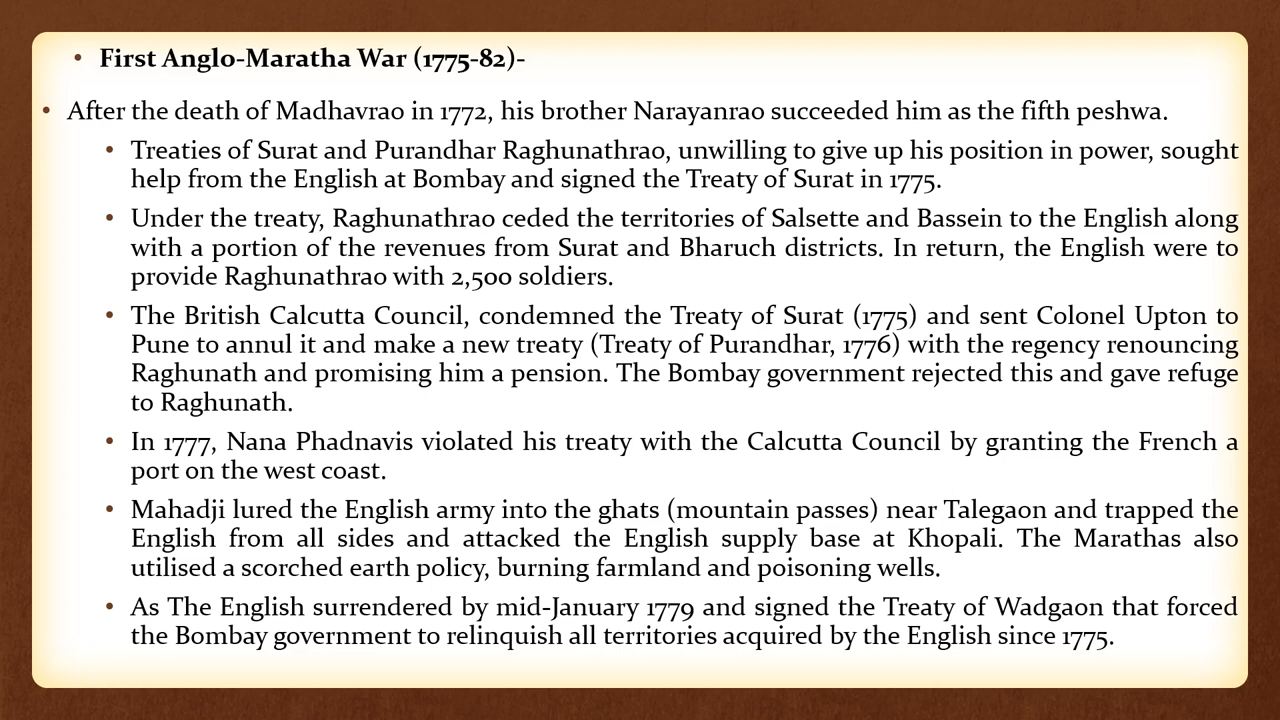 • First Anglo-Maratha War (1775-82)-
• After the death of Madhavrao in 1772, his brother Narayanrao succeeded him as the fifth peshwa.
• Treaties of Surat and Purandhar Raghunathrao, unwilling to give up his position in power, sought
help from the English at Bombay and signed the Treaty of Surat in 1775.
• Under the treaty, Raghunathrao ceded the territories of Salsette and Bassein to the English along
with a portion of the revenues from Surat and Bharuch districts. In return, the English were to
provide Raghunathrao with 2,500 soldiers.
• The British Calcutta Council, condemned the Treaty of Surat (1775) and sent Colonel Upton to
Pune to annul it and make a new treaty (Treaty of Purandhar, 1776) with the regency renouncing
Raghunath and promising him a pension. The Bombay government rejected this and gave refuge
to Raghunath.
• In 1777, Nana Phadnavis violated his treaty with the Calcutta Council by granting the French a
port on the west coast.
• Mahadji lured the English army into the ghats (mountain passes) near Talegaon and trapped the
English from all sides and attacked the English supply base at Khopali. The Marathas also
utilised a scorched earth policy, burning farmland and poisoning wells.
• As The English surrendered by mid-January 1779 and signed the Treaty of Wadgaon that forced
the Bombay government to relinquish all territories acquired by the English since 1775.